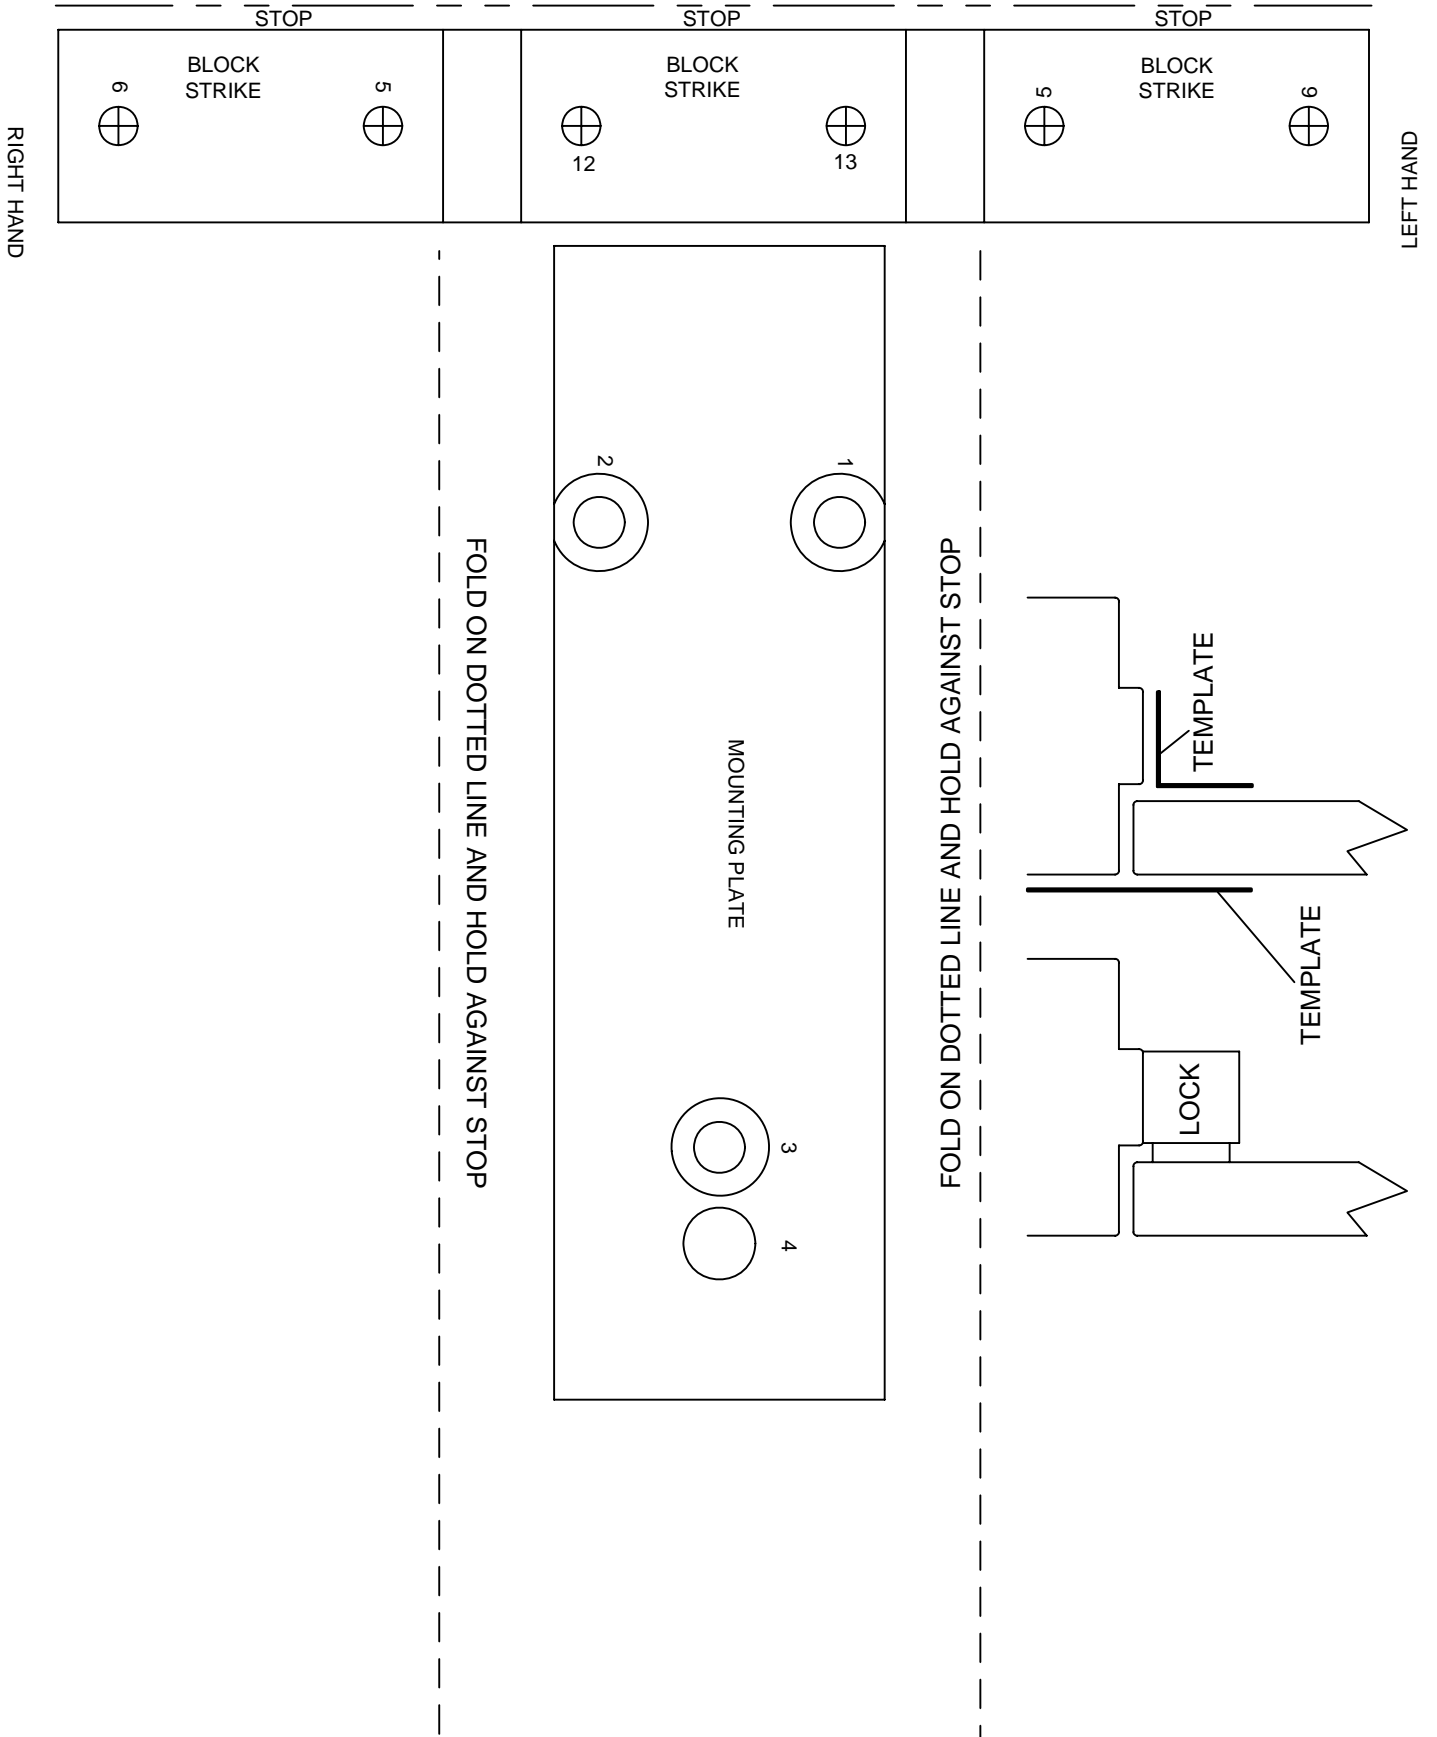 STOP
STOP
STOP
BLOCK
STRIKE
BLOCK
STRIKE
BLOCK
STRIKE
6
5
12
13
5
6
RIGHT HAND
LEFT HAND
2
1
FOLD ON DOTTED LINE AND HOLD AGAINST STOP
MOUNTING PLATE
FOLD ON DOTTED LINE AND HOLD AGAINST STOP
TEMPLATE
TEMPLATE
LOCK
3
4